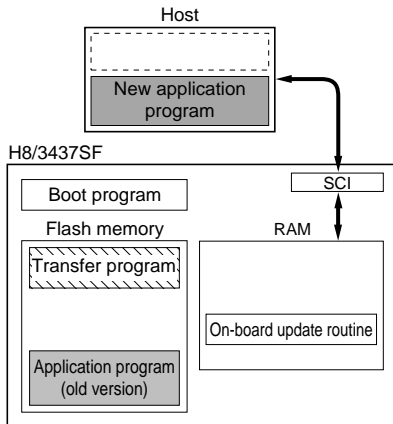 Host
New application
program
H8/3437SF
SCI
Boot program
Flash memory
RAM
Transfer program
On-board update routine
Application program
(old version)